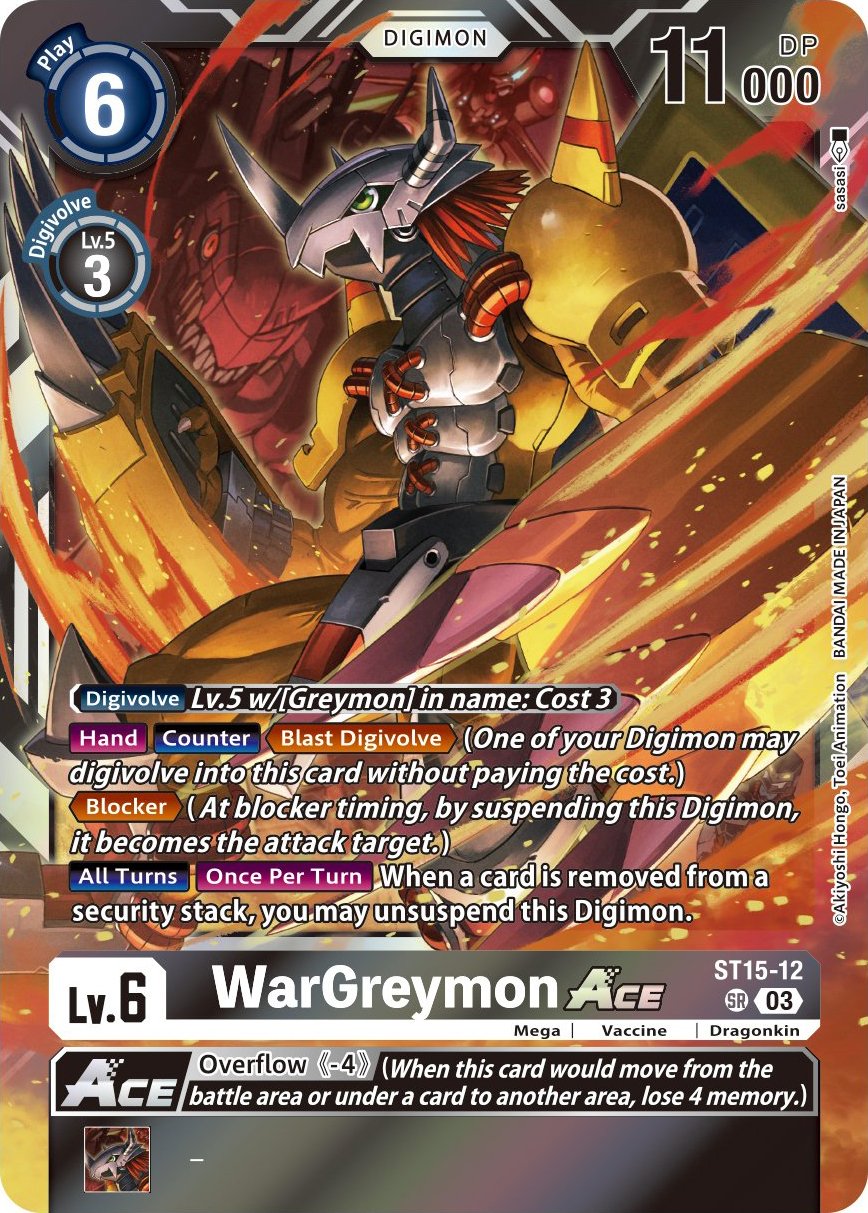 DIGIMON
Play
6
11000
DP
Digivolve
Lv.5
3
sasasi
Digivolve Lv.5 w/[Greymon] in name: Cost 3
Hand Counter Blast Digivolve (One of your Digimon may
digivolve into this card without paying the cost.)
Blocker (At blocker timing, by suspending this Digimon,
it becomes the attack target.)
All Turns Once Per Turn When a card is removed from a
security stack, you may unsuspend this Digimon.
©Akiyoshi Hongo, Toei Animation BANDAI MADE IN JAPAN
Lv.6
WarGreymon ACE
ST15-12
SR 03
Mega | Vaccine | Dragonkin
ACE
Overflow 《-4》 (When this card would move from the
battle area or under a card to another area, lose 4 memory.)
–